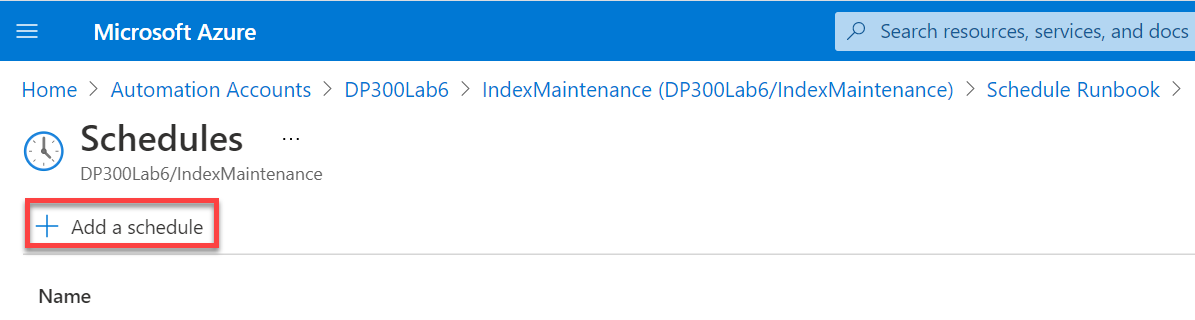 Microsoft Azure Search resources, services, and docs
Home > Automation Accounts > DP300Lab6 > IndexMaintenance (DP300Lab6/IndexMaintenance) > Schedule Runbook >
Schedules ...
DP300Lab6/IndexMaintenance
+ Add a schedule
Name